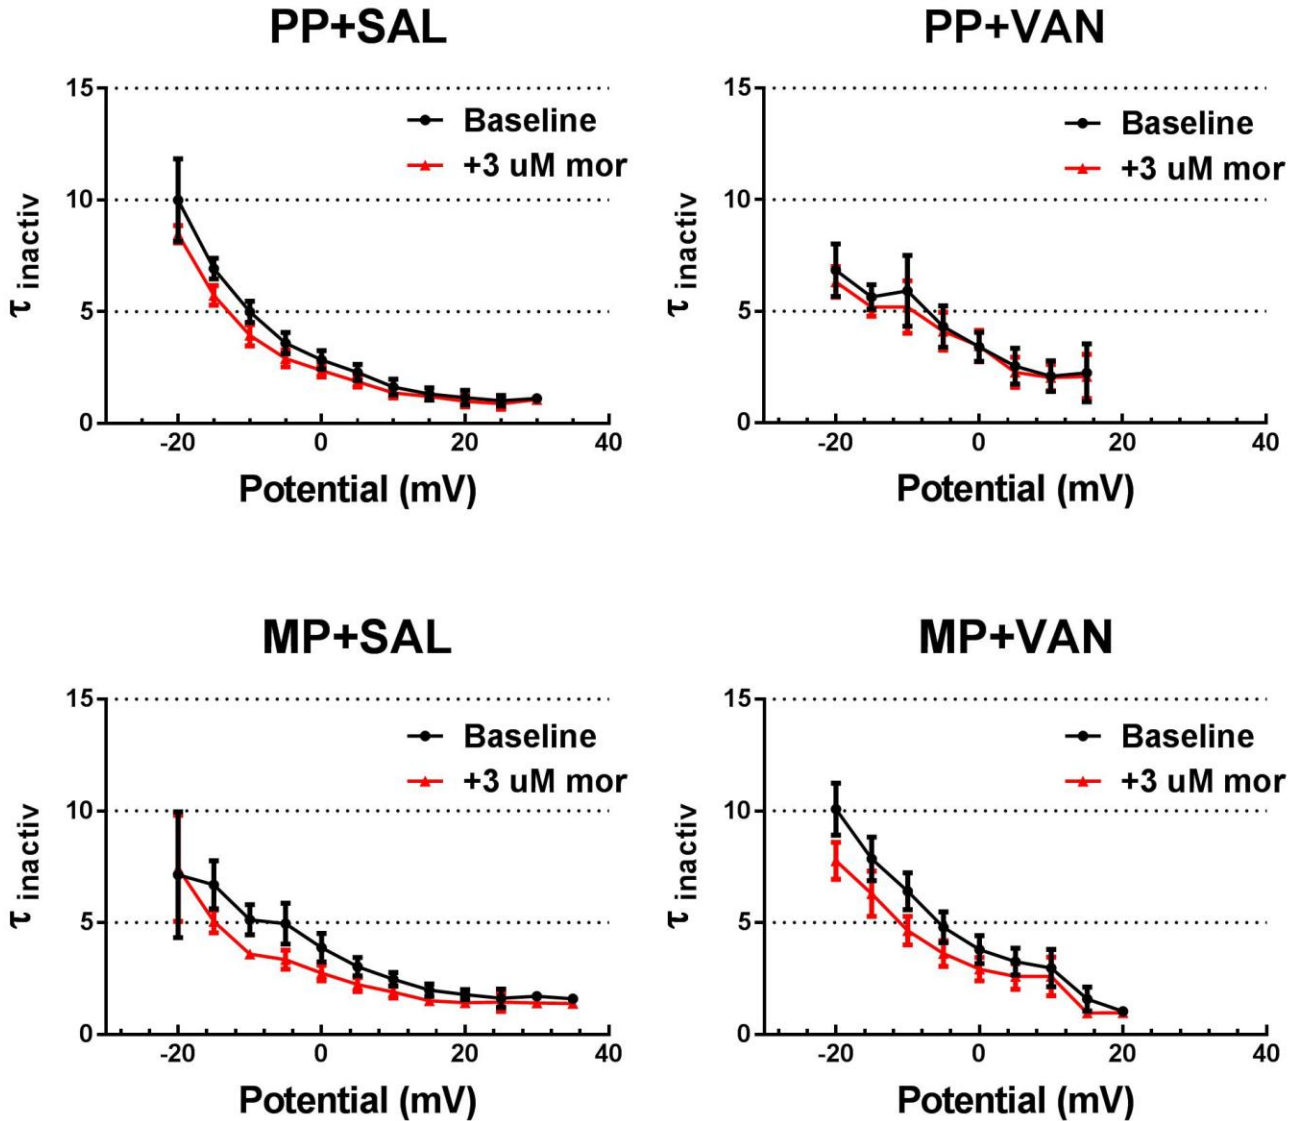 PP+SAL
15
10
5
0
τ inactiv
Baseline
+3 uM mor
-20 0 20 40
Potential (mV)
PP+VAN
15
10
5
0
τ inactiv
Baseline
+3 uM mor
-20 0 20 40
Potential (mV)
MP+SAL
15
10
5
0
τ inactiv
Baseline
+3 uM mor
-20 0 20 40
Potential (mV)
MP+VAN
15
10
5
0
τ inactiv
Baseline
+3 uM mor
-20 0 20 40
Potential (mV)